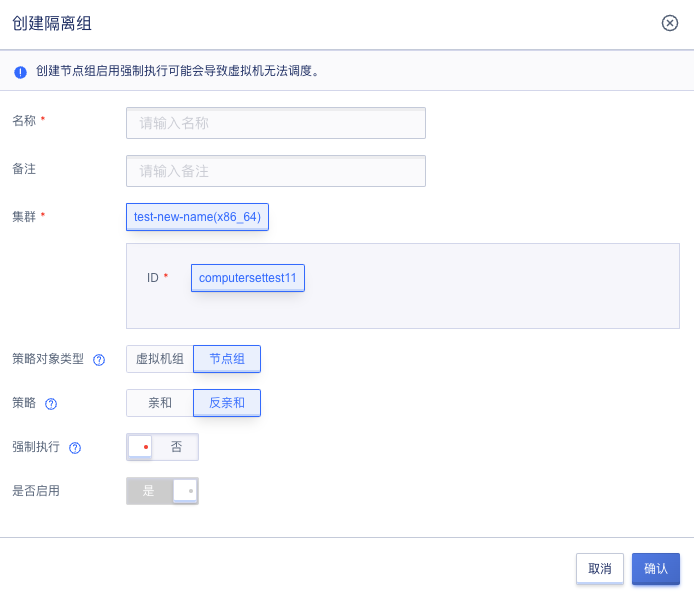 创建隔离组
创建节点组启用强制执行可能会导致虚拟机无法调度。
名称 *
请输入名称
备注
请输入备注
集群 *
test-new-name(x86_64)
ID *
computersettest11
策略对象类型 ?
虚拟机组 节点组
策略 ?
亲和 反亲和
强制执行 ?
否
是否启用
是
取消 确认